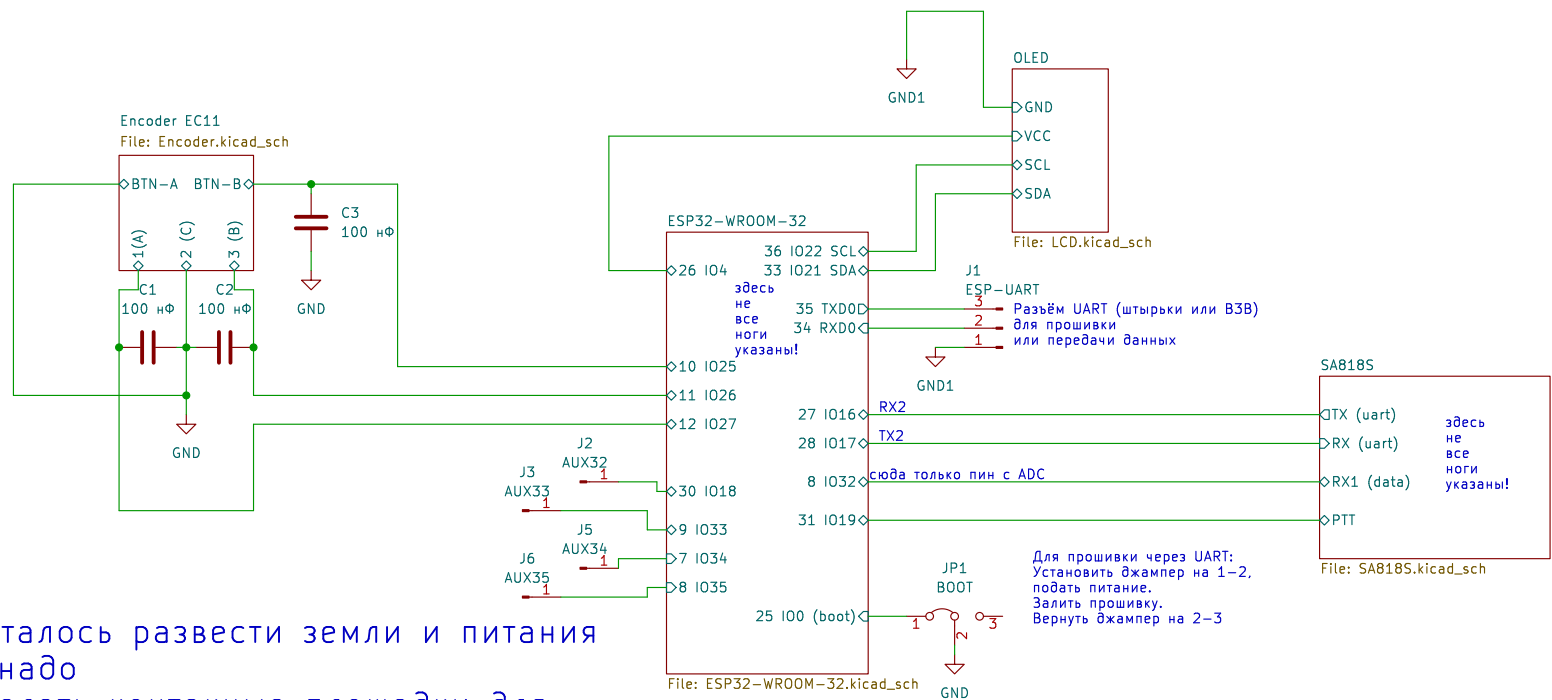 OLED
GND1
GND
VCC
SCL
SDA
File: LCD.kicad_sch
Encoder EC11
File: Encoder.kicad_sch
BTN-A BTN-B
1(A)
2 (C)
3 (B)
C3
100 нФ
GND
C1
100 нФ
C2
100 нФ
GND
ESP32-WROOM-32
36 IO22 SCL
26 IO4
33 IO21 SDA
здесь
не
все
ноги
указаны!
35 TXD0
34 RXD0
10 IO25
11 IO26
12 IO27
27 IO16
28 IO17
8 IO32
31 IO19
30 IO18
9 IO33
7 IO34
8 IO35
25 IO0 (boot)
File: ESP32-WROOM-32.kicad_sch
J1
ESP-UART
3
2
1
Разъём UART (штырьки или B3B)
для прошивки
или передачи данных
GND1
RX2
TX2
сюда только пин с ADC
SA818S
TX (uart)
RX (uart)
RX1 (data)
PTT
здесь
не
все
ноги
указаны!
File: SA818S.kicad_sch
J2
AUX32
1
J3
AUX33
1
J5
AUX34
1
J6
AUX35
1
JP1
BOOT
1
2
3
GND
Для прошивки через UART:
Установить джампер на 1-2,
подать питание.
Залить прошивку.
Вернуть джампер на 2-3
талось развести земли и питания
надо